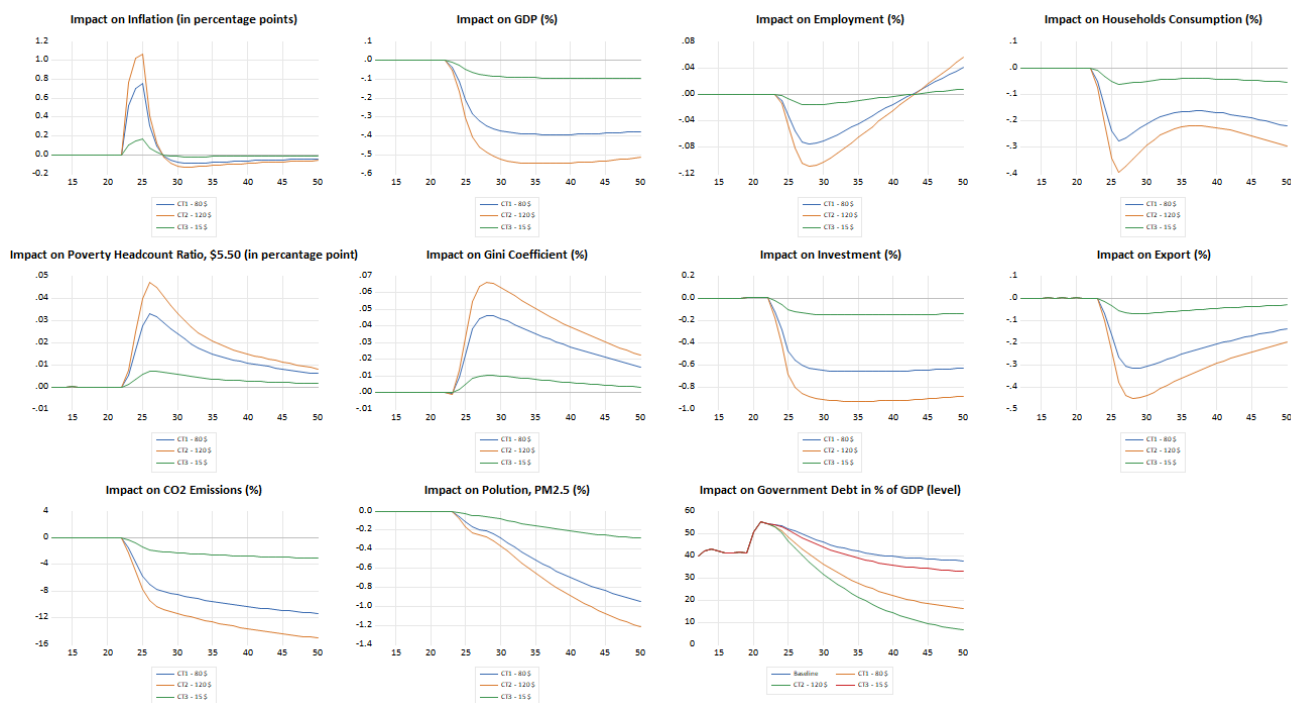 Impact on Inflation (in percentage points)
1.2
1.0
0.8
0.6
0.4
0.2
0.0
-0.2
15 20 25 30 35 40 45 50
CT1 - 80 $
CT2 - 120 $
CT3 - 15 $
Impact on GDP (%)
.1
.0
-.1
-.2
-.3
-.4
-.5
-.6
15 20 25 30 35 40 45 50
CT1 - 80 $
CT2 - 120 $
CT3 - 15 $
Impact on Employment (%)
.08
.04
.00
-.04
-.08
-.12
15 20 25 30 35 40 45 50
CT1 - 80 $
CT2 - 120 $
CT3 - 15 $
Impact on Households Consumption (%)
.1
.0
-.1
-.2
-.3
-.4
15 20 25 30 35 40 45 50
CT1 - 80 $
CT2 - 120 $
CT3 - 15 $
Impact on Poverty Headcount Ratio, $5.50 (in percantage point)
.05
.04
.03
.02
.01
.00
-.01
15 20 25 30 35 40 45 50
CT1 - 80 $
CT2 - 120 $
CT3 - 15 $
Impact on Gini Coefficient (%)
.07
.06
.05
.04
.03
.02
.01
.00
-.01
15 20 25 30 35 40 45 50
CT1 - 80 $
CT2 - 120 $
CT3 - 15 $
Impact on Investment (%)
0.2
0.0
-0.2
-0.4
-0.6
-0.8
-1.0
15 20 25 30 35 40 45 50
CT1 - 80 $
CT2 - 120 $
CT3 - 15 $
Impact on Export (%)
.1
.0
-.1
-.2
-.3
-.4
-.5
15 20 25 30 35 40 45 50
CT1 - 80 $
CT2 - 120 $
CT3 - 15 $
Impact on CO2 Emissions (%)
4
0
-4
-8
-12
-16
15 20 25 30 35 40 45 50
CT1 - 80 $
CT2 - 120 $
CT3 - 15 $
Impact on Polution, PM2.5 (%)
0.0
-0.2
-0.4
-0.6
-0.8
-1.0
-1.2
-1.4
15 20 25 30 35 40 45 50
CT1 - 80 $
CT2 - 120 $
CT3 - 15 $
Impact on Government Debt in % of GDP (level)
60
50
40
30
20
10
0
15 20 25 30 35 40 45 50
Baseline CT1 - 80 $
CT2 - 120 $ CT3 - 15 $